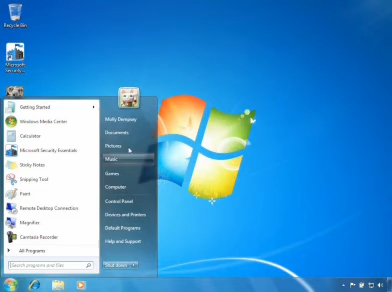 Recycle Bin
Microsoft
Security ...
Getting Started
Windows Media Center
Calculator
Microsoft Security Essentials
Sticky Notes
Snipping Tool
Paint
Remote Desktop Connection
Magnifier
Camtasia Recorder
All Programs
Search programs and files
Molly Dempsey
Documents
Pictures
Music
Games
Computer
Control Panel
Devices and Printers
Default Programs
Help and Support
Shut down